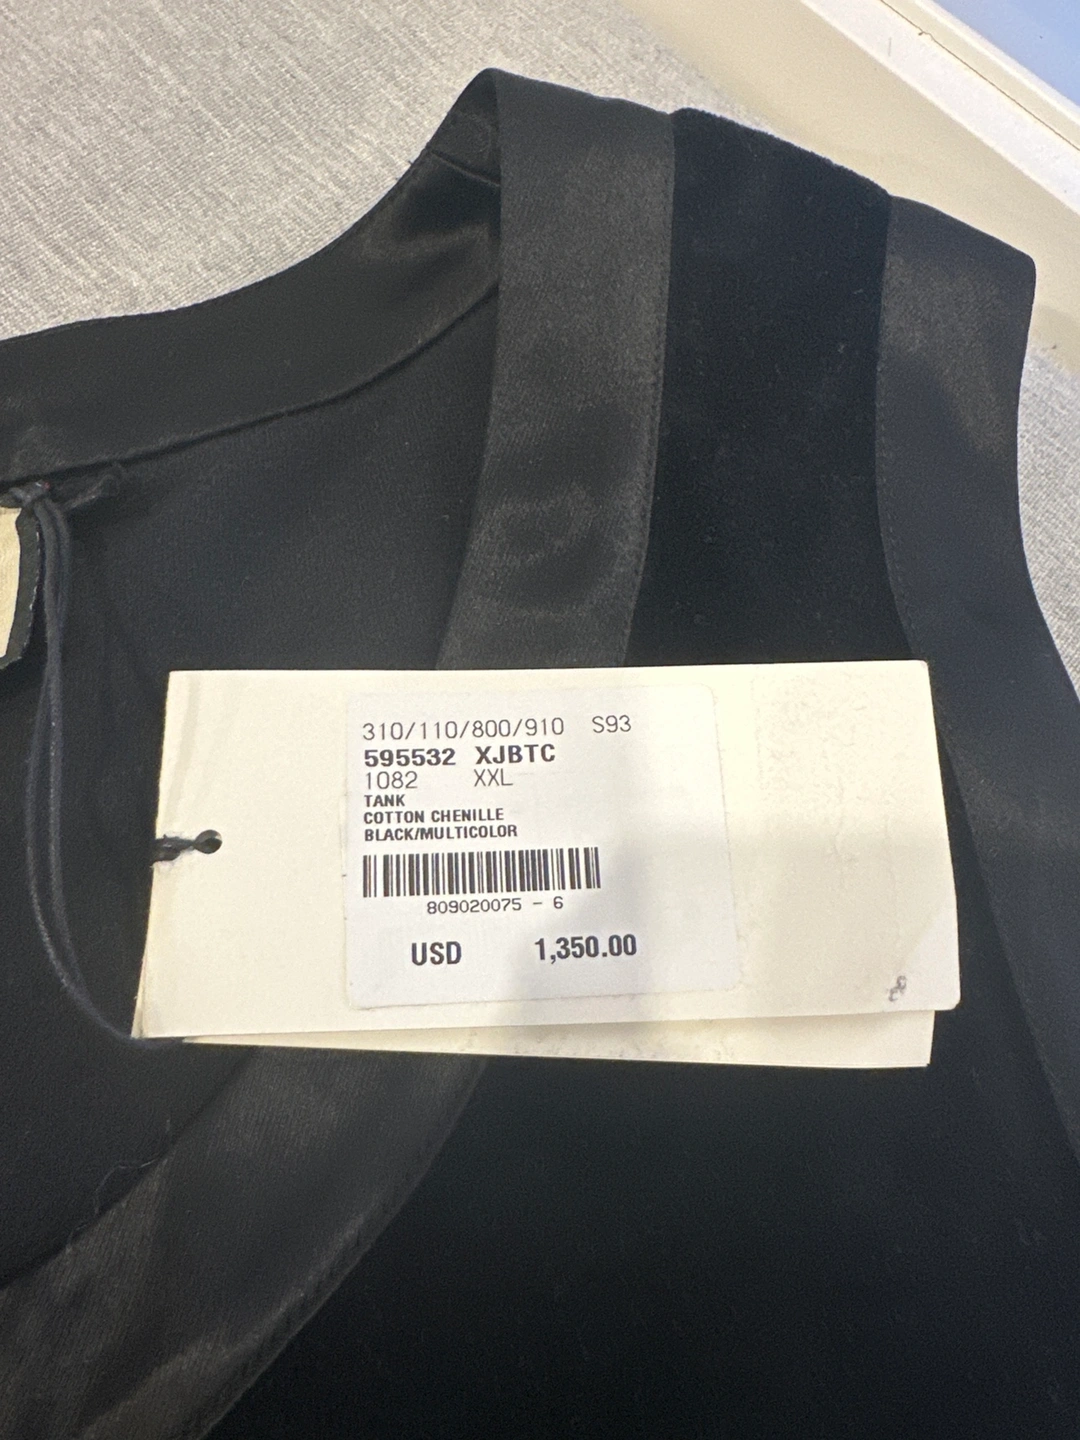 310/110/800/910 S93
595532 XJBTC
1082 XXL
TANK
COTTON CHENILLE
BLACK/MULTICOLOR
809020075 - 6
USD 1,350.00